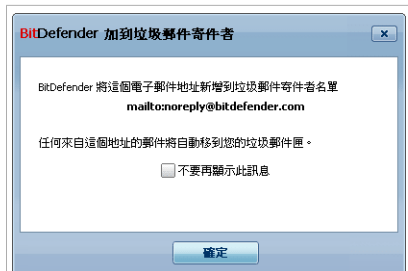 BitDefender 加到垃圾郵件寄件者
BitDefender 將這個電子郵件地址新增到垃圾郵件寄件者名單
mailto:noreply@bitdefender.com
任何來自這個地址的郵件將自動移到您的垃圾郵件匣。
不要再顯示此訊息
確定